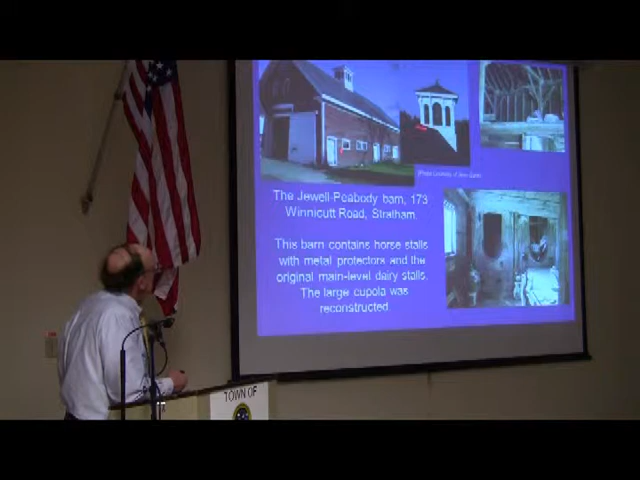 The Jewell-Peabody barn, 173
Winnicutt Road, Stratham.
This barn contains horse stalls
with metal protectors and the
original main-level dairy stalls.
The large cupola was
reconstructed.
TOWN OF